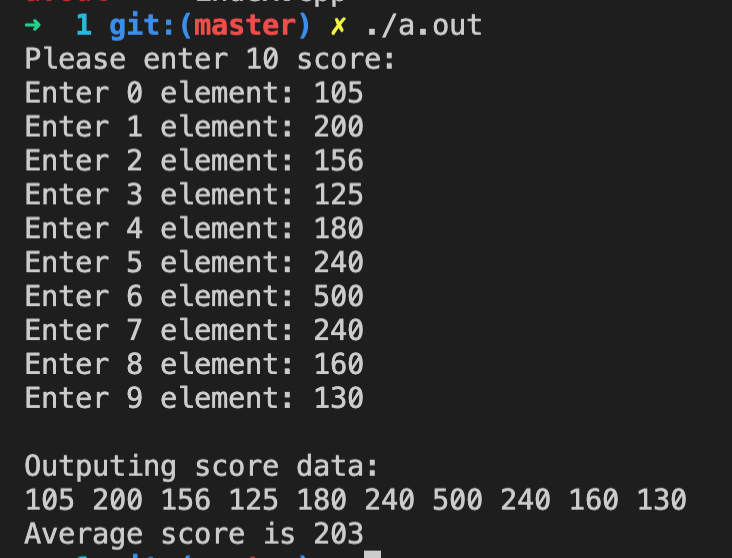 ➜ 1 git:(master) ✗ ./a.out
Please enter 10 score:
Enter 0 element: 105
Enter 1 element: 200
Enter 2 element: 156
Enter 3 element: 125
Enter 4 element: 180
Enter 5 element: 240
Enter 6 element: 500
Enter 7 element: 240
Enter 8 element: 160
Enter 9 element: 130
Outputing score data:
105 200 156 125 180 240 500 240 160 130
Average score is 203